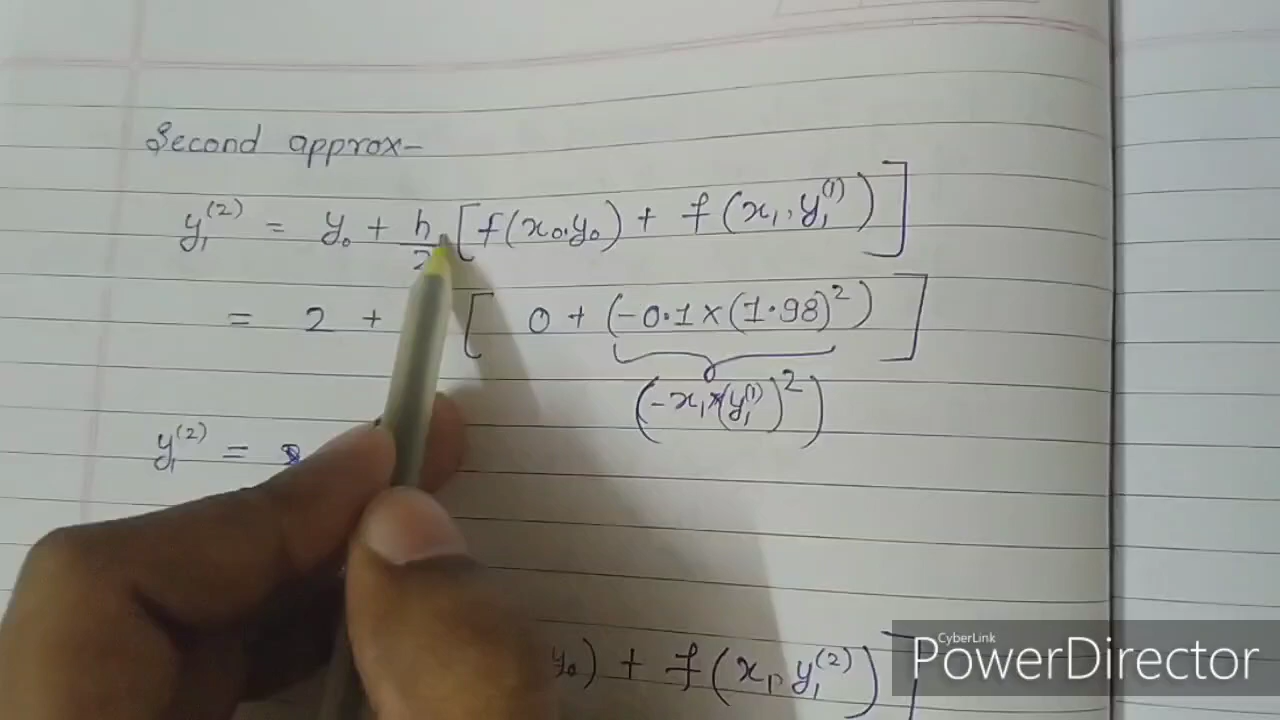 Second approx-
y₁⁽²⁾ = y₀ + h/2 [f(x₀, y₀) + f(x₁, y₁⁽¹⁾)]
= 2 + [ 0 + (-0.1 × (1.98)²) ]
(-x₁ × (y₁⁽¹⁾)²)
y₁⁽²⁾ =
y₀) + f(x₁, y₁⁽²⁾)]
CyberLink
PowerDirector